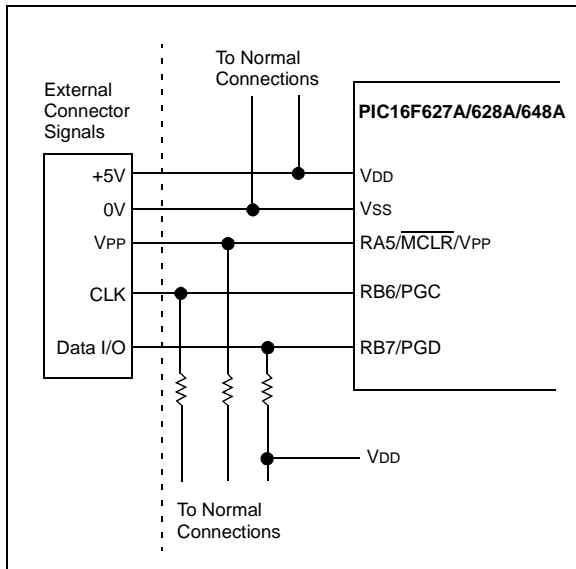 To Normal
Connections
External
Connector
Signals
PIC16F627A/628A/648A
+5V
VDD
0V
VSS
VPP
RA5/MCLR/VPP
CLK
RB6/PGC
Data I/O
RB7/PGD
VDD
To Normal
Connections